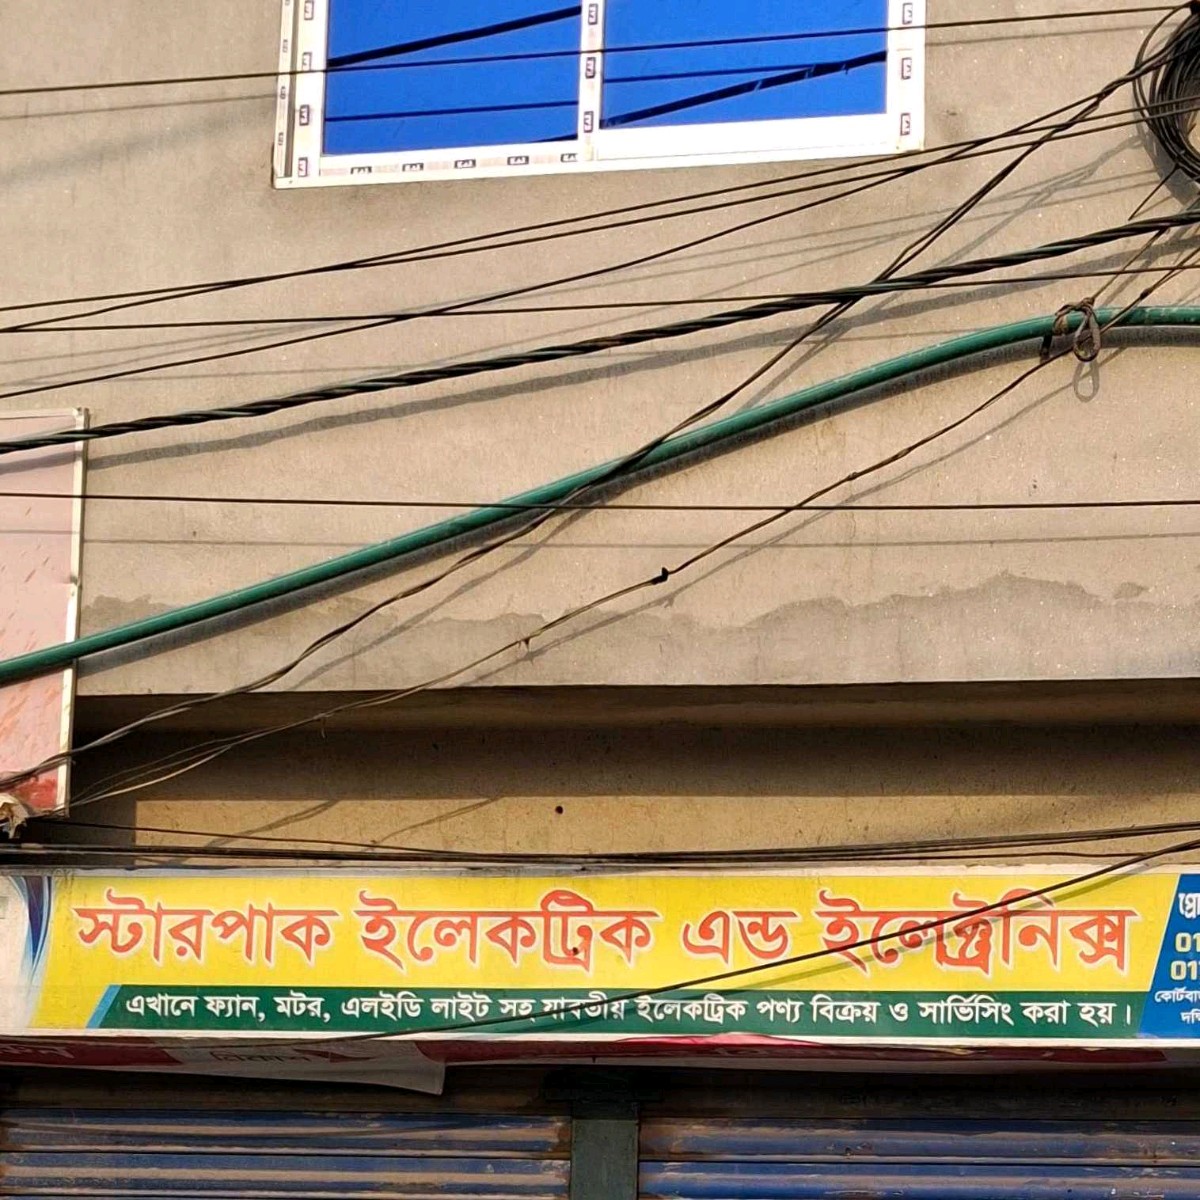 স্টারপাক ইলেকট্রিক এন্ড ইলেক্ট্রনিক্স
এখানে ফ্যান, মটর, এলইডি লাইট সহ যাবতীয় ইলেকট্রিক পণ্য বিক্রয় ও সার্ভিসিং করা হয়।